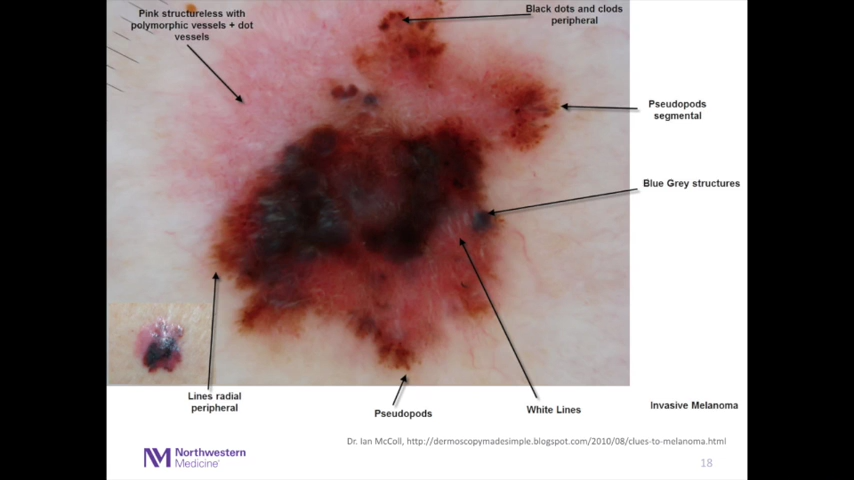 Pink structureless with
polymorphic vessels + dot
vessels
Black dots and clods
peripheral
Pseudopods
segmental
Blue Grey structures
Lines radial
peripheral
Pseudopods
White Lines
Invasive Melanoma
Dr. Ian McColl, http://dermoscopymadesimple.blogspot.com/2010/08/clues-to-melanoma.html
Northwestern
Medicine
18